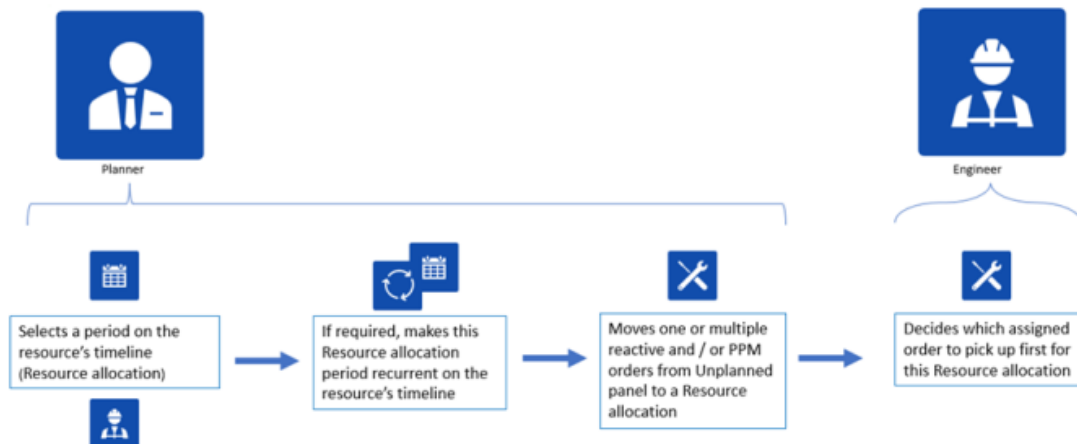 Planner
Engineer
Selects a period on the
resource's timeline
(Resource allocation)
If required, makes this
Resource allocation
period recurrent on the
resource's timeline
Moves one or multiple
reactive and / or PPM
orders from Unplanned
panel to a Resource
allocation
Decides which assigned
order to pick up first for
this Resource allocation